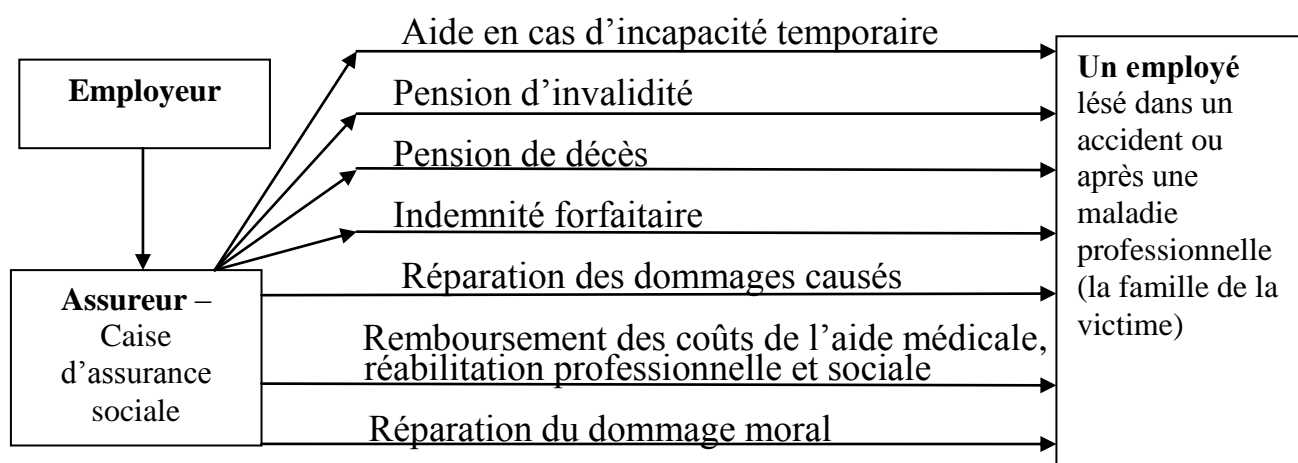 Employeur
Assureur –
Caise
d’assurance
sociale
Aide en cas d’incapacité temporaire
Pension d’invalidité
Pension de décès
Indemnité forfaitaire
Réparation des dommages causés
Remboursement des coûts de l’aide médicale,
réabilitation professionnelle et sociale
Réparation du dommage moral
Un employé
lésé dans un
accident ou
après une
maladie
professionnelle
(la famille de la
victime)